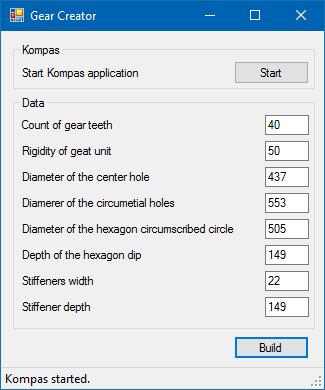 Gear Creator
Kompas
Start Kompas application Start
Data
Count of gear teeth 40
Rigidity of geat unit 50
Diameter of the center hole 437
Diamerer of the circumetial holes 553
Diameter of the hexagon circumscribed circle 505
Depth of the hexagon dip 149
Stiffeners width 22
Stiffener depth 149
Build
Kompas started.